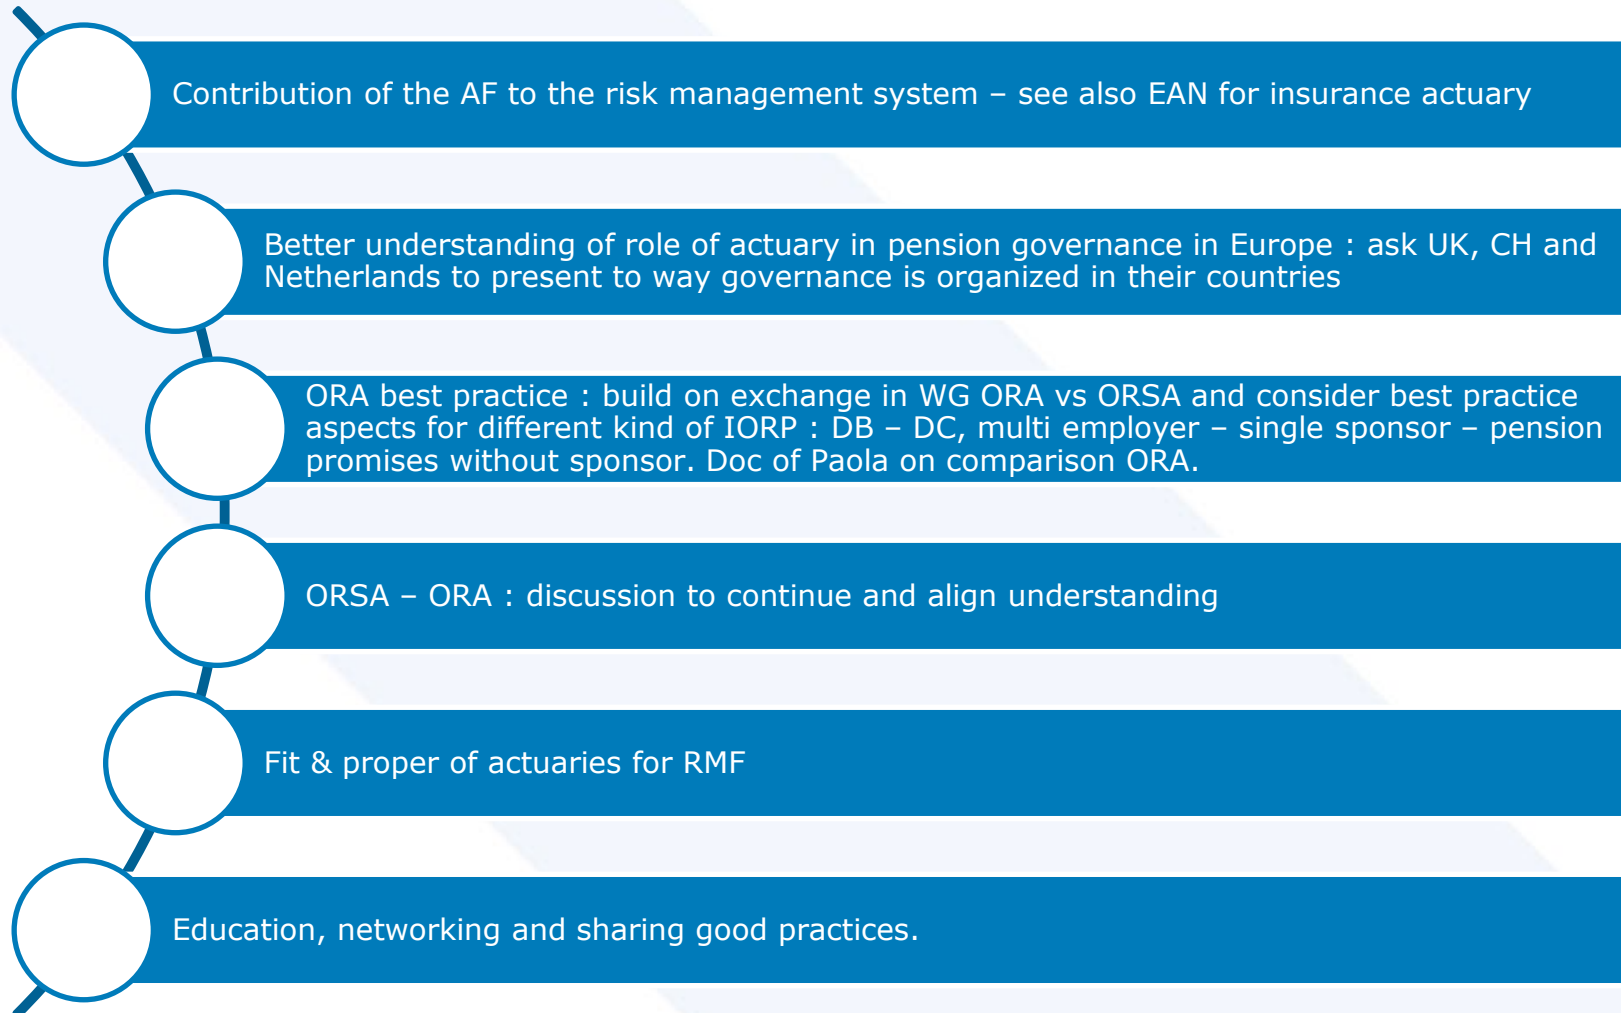 Contribution of the AF to the risk management system – see also EAN for insurance actuary
Better understanding of role of actuary in pension governance in Europe : ask UK, CH and
Netherlands to present to way governance is organized in their countries
ORA best practice : build on exchange in WG ORA vs ORSA and consider best practice
aspects for different kind of IORP : DB – DC, multi employer – single sponsor – pension
promises without sponsor. Doc of Paola on comparison ORA.
ORSA – ORA : discussion to continue and align understanding
Fit & proper of actuaries for RMF
Education, networking and sharing good practices.